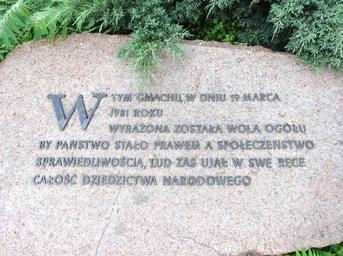 W TYM GMACHU, W DNIU 19 MARCA
1981 ROKU
WYRAŻONA ZOSTAŁA WOLA OGÓŁU
BY PAŃSTWO STAŁO PRAWEM A SPOŁECZEŃSTWO
SPRAWIEDLIWOŚCIĄ, LUD ZAŚ UJĄŁ W SWE RĘCE
CAŁOŚĆ DZIEDZICTWA NARODOWEGO